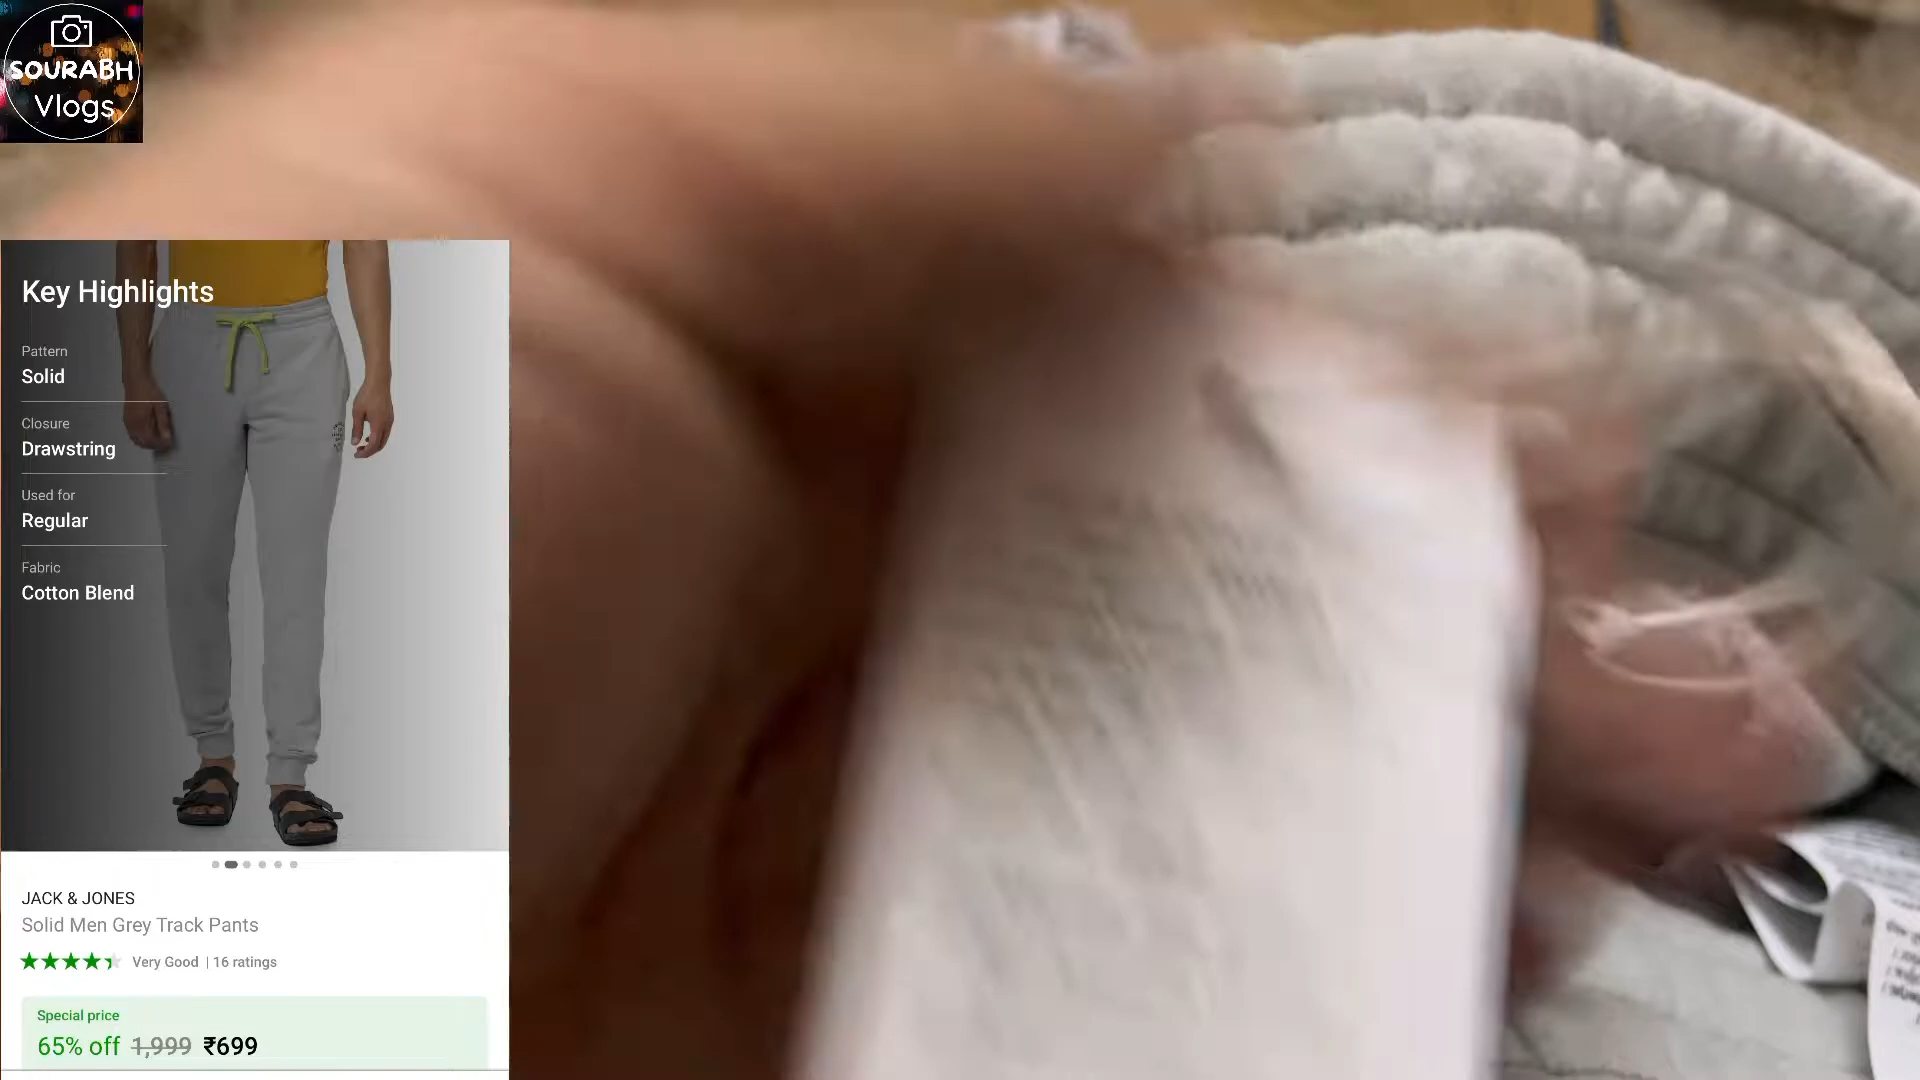 SOURABH
Vlogs
Key Highlights
Pattern
Solid
Closure
Drawstring
Used for
Regular
Fabric
Cotton Blend
JACK & JONES
Solid Men Grey Track Pants
Very Good | 16 ratings
Special price
65% off 1,999 ₹699